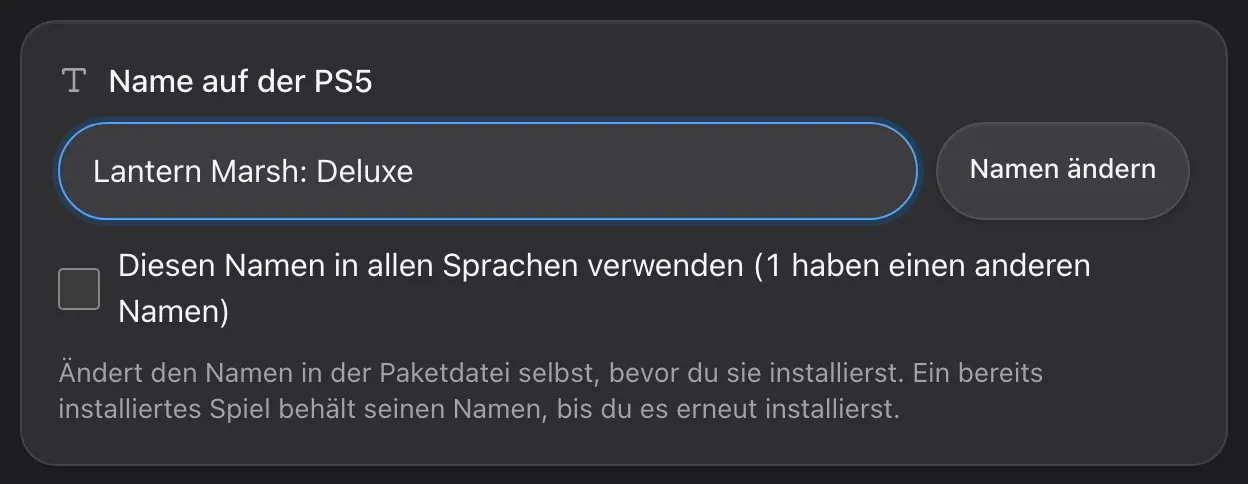 Name auf der PS5
Lantern Marsh: Deluxe
Namen ändern
Diesen Namen in allen Sprachen verwenden (1 haben einen anderen
Namen)
Ändert den Namen in der Paketdatei selbst, bevor du sie installierst. Ein bereits
installiertes Spiel behält seinen Namen, bis du es erneut installierst.